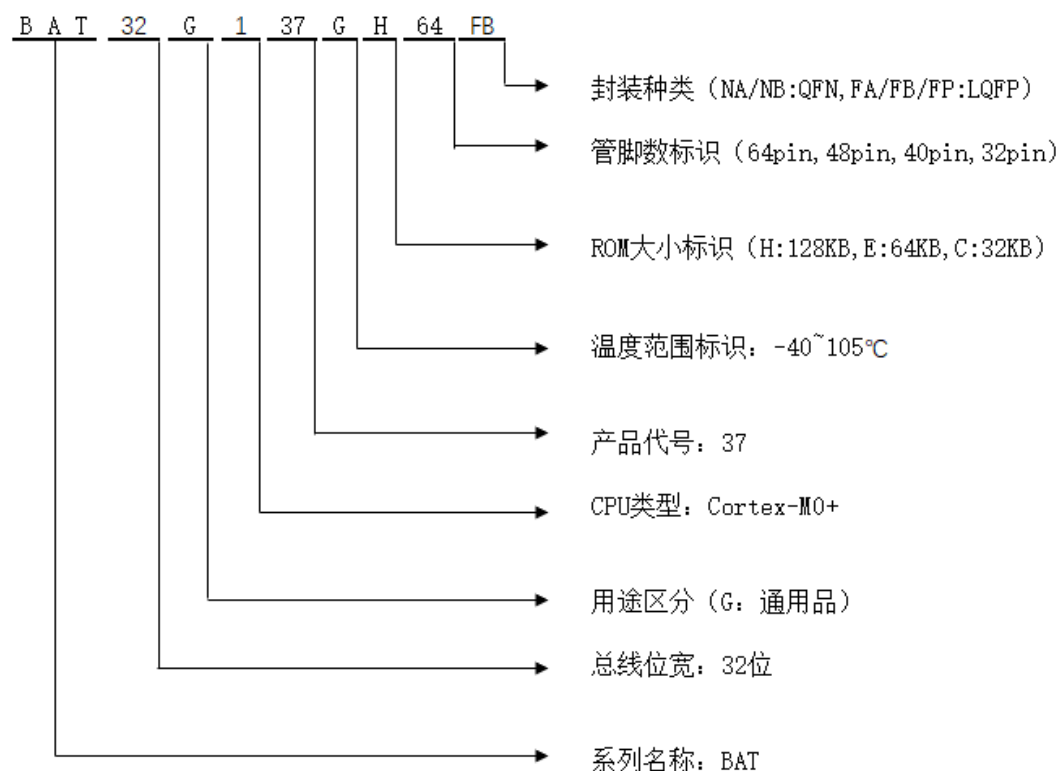 BAT 32 G 1 37 G H 64 FB
封装种类（NA/NB:QFN,FA/FB/FP:LQFP）
管脚数标识（64pin,48pin,40pin,32pin）
ROM大小标识（H:128KB,E:64KB,C:32KB）
温度范围标识：-40~105℃
产品代号：37
CPU类型：Cortex-M0+
用途区分（G：通用品）
总线位宽：32位
系列名称：BAT